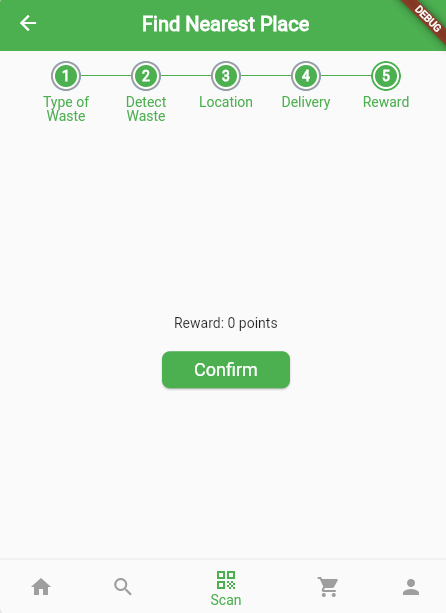 Find Nearest Place
DEBUG
1 2 3 4 5
Type of Detect Location Delivery Reward
Waste Waste
Reward: 0 points
Confirm
Scan